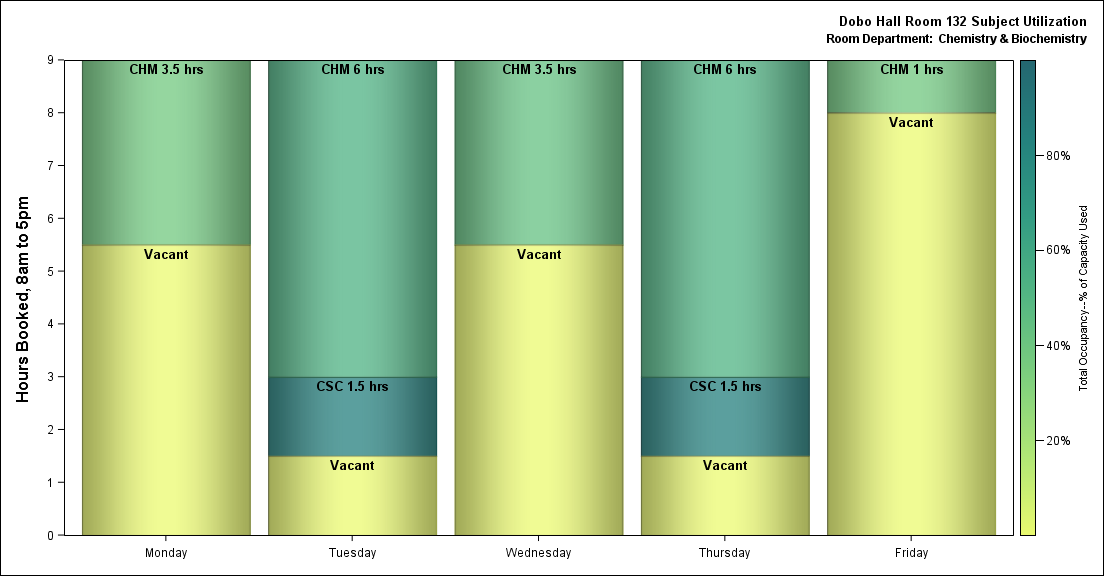 Dobo Hall Room 132 Subject Utilization
Room Department: Chemistry & Biochemistry
Hours Booked, 8am to 5pm
9
8
7
6
5
4
3
2
1
0
CHM 3.5 hrs
Vacant
CHM 6 hrs
CSC 1.5 hrs
Vacant
CHM 3.5 hrs
Vacant
CHM 6 hrs
CSC 1.5 hrs
Vacant
CHM 1 hrs
Vacant
Monday
Tuesday
Wednesday
Thursday
Friday
80%
60%
40%
20%
Total Occupancy--% of Capacity Used